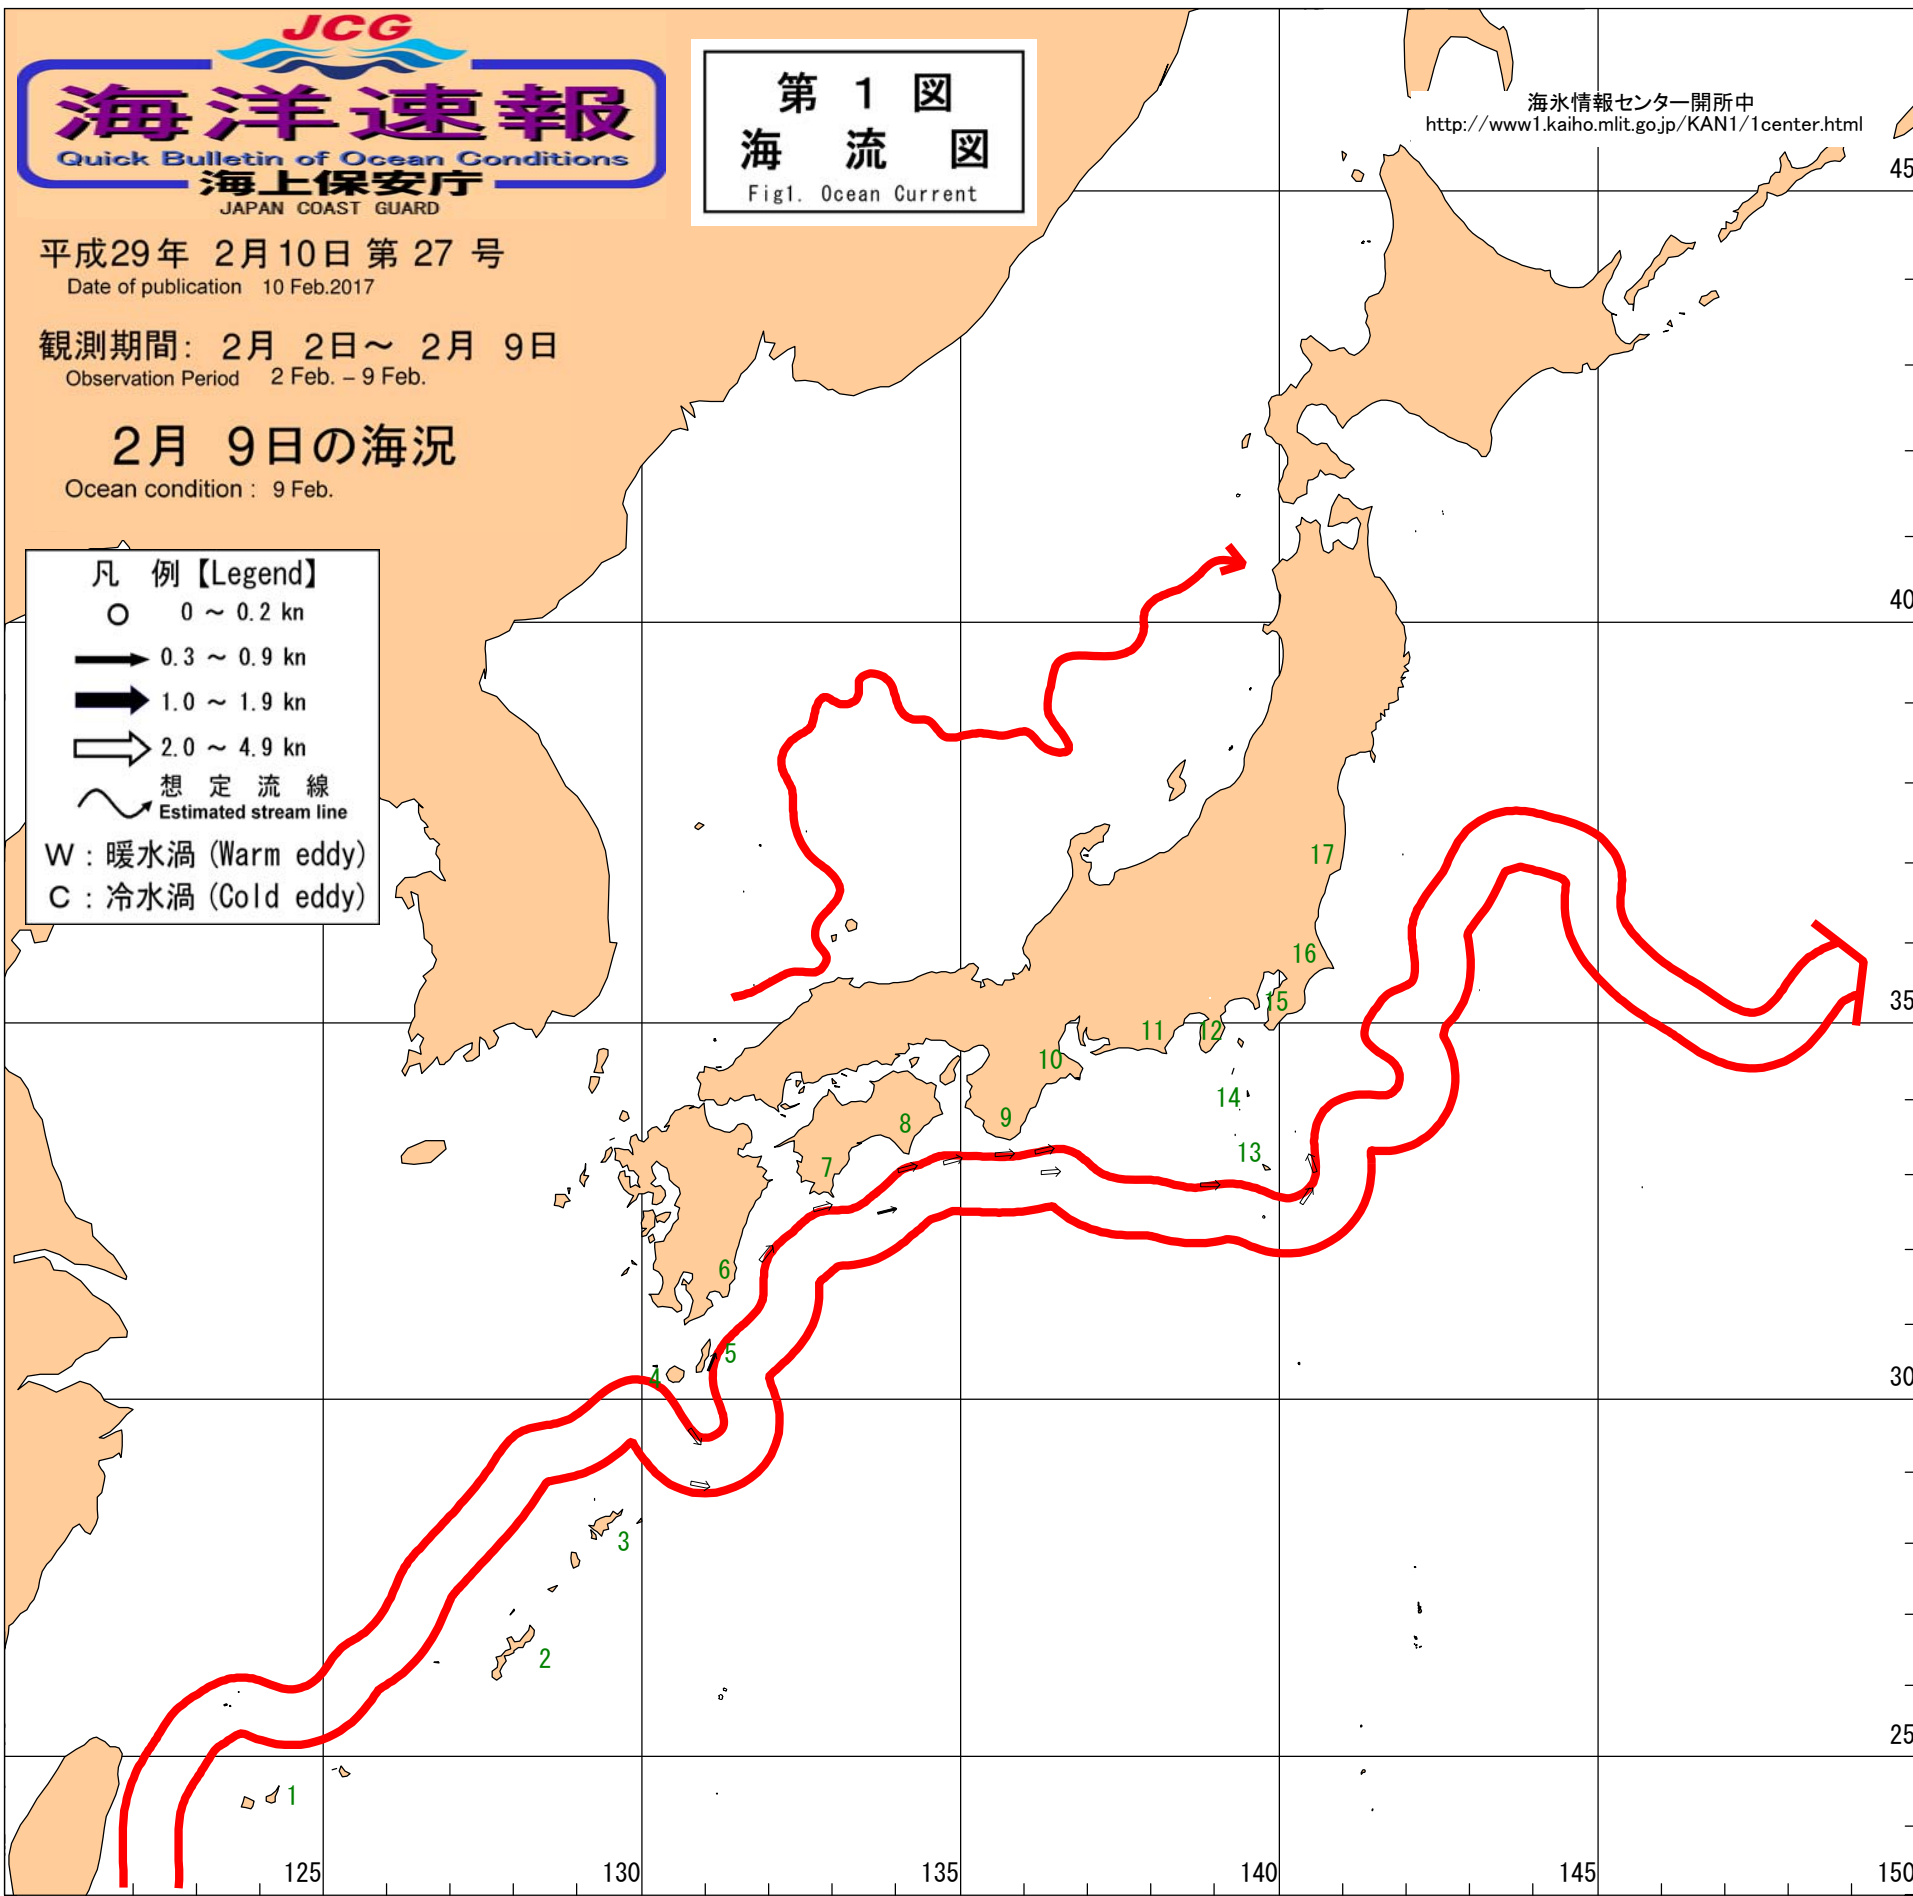 JCG
海洋速報
Quick Bulletin of Ocean Conditions
海上保安庁
JAPAN COAST GUARD
第 1 図
海 流 図
Fig1. Ocean Current
海氷情報センター開所中
http://www1.kaiho.mlit.go.jp/KAN1/1center.html
平成29年 2月10日 第 27 号
Date of publication 10 Feb.2017
観測期間: 2月 2日～ 2月 9日
Observation Period 2 Feb. – 9 Feb.
2月 9日の海況
Ocean condition : 9 Feb.
凡 例【Legend】
0 ～ 0.2 kn
0.3 ～ 0.9 kn
1.0 ～ 1.9 kn
2.0 ～ 4.9 kn
想 定 流 線
Estimated stream line
W : 暖水渦 (Warm eddy)
C : 冷水渦 (Cold eddy)
45
40
17
16
15
35
12
11
10
14
9
8
13
7
6
5
4
30
3
2
25
1
125
130
135
140
145
150